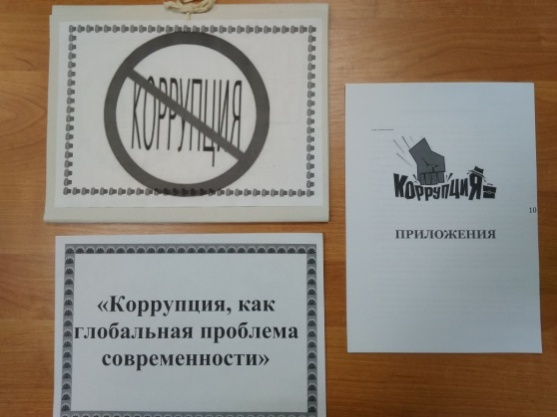 КОРРУПЦИЯ
КОРРУПЦИЯ
10
ПРИЛОЖЕНИЯ
«Коррупция, как
глобальная проблема
современности»